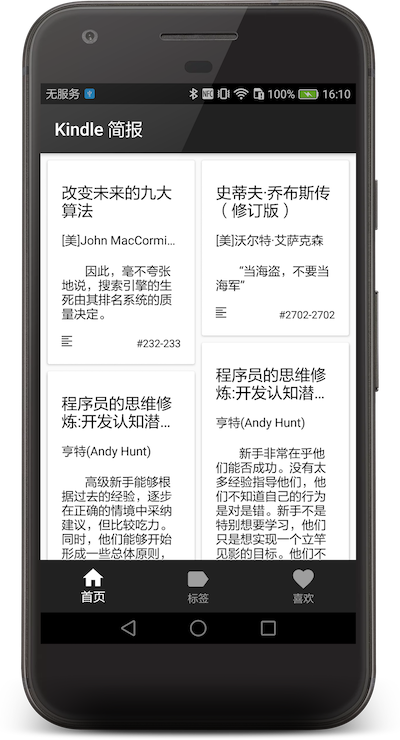 无服务 100% 16:10
Kindle 简报
改变未来的九大
算法
[美]John MacCormi...
因此，毫不夸张
地说，搜索引擎的生
死由其排名系统的质
量决定。
#232-233
史蒂夫·乔布斯传
（修订版）
[美]沃尔特·艾萨克森
“当海盗，不要当
海军”
#2702-2702
程序员的思维修
炼:开发认知潜...
亨特(Andy Hunt)
高级新手能够根
据过去的经验，逐步
在正确的情境中采纳
建议，但比较吃力。
同时，他们能够开始
形成一些总体原则，
程序员的思维修
炼:开发认知潜...
亨特(Andy Hunt)
新手非常在乎他
们能否成功。没有太
多经验指导他们，他
们不知道自己的行为
是对是错。新手不是
特别想要学习，他们
只是想实现一个立竿
见影的目标。他们不
首页
标签
喜欢